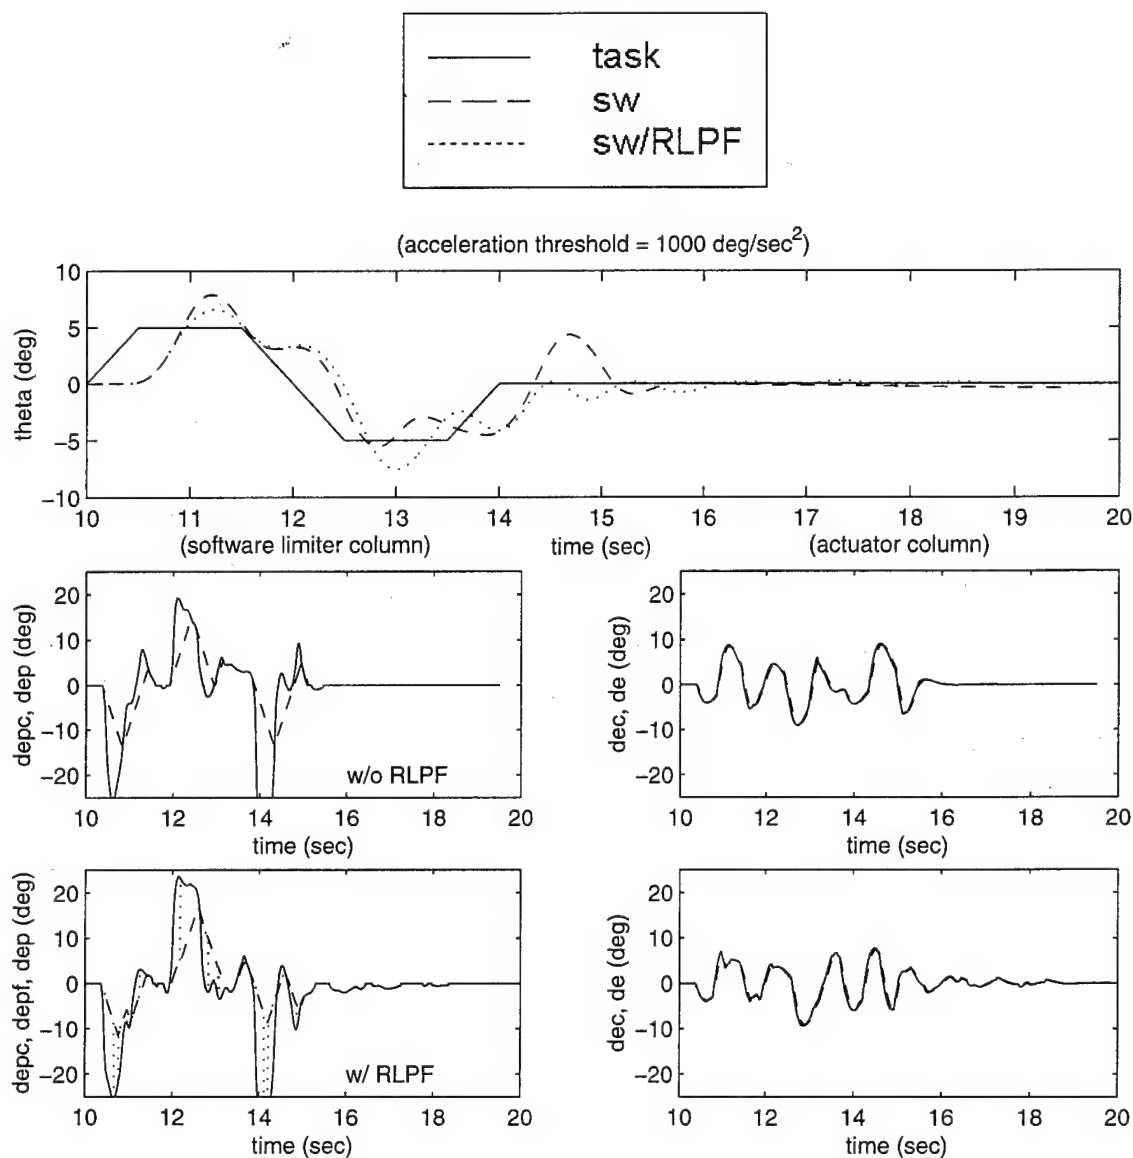 task
sw
sw/RLPF
(acceleration threshold = 1000 deg/sec²)
theta (deg)
10
5
0
−5
−10
10 11 12 13 14 15 16 17 18 19 20
(software limiter column) time (sec) (actuator column)
depc, dep (deg)
20
10
0
−10
−20
w/o RLPF
10 12 14 16 18 20
time (sec)
dec, de (deg)
20
10
0
−10
−20
10 12 14 16 18 20
time (sec)
depc, depf, dep (deg)
20
10
0
−10
−20
w/ RLPF
10 12 14 16 18 20
time (sec)
dec, de (deg)
20
10
0
−10
−20
10 12 14 16 18 20
time (sec)